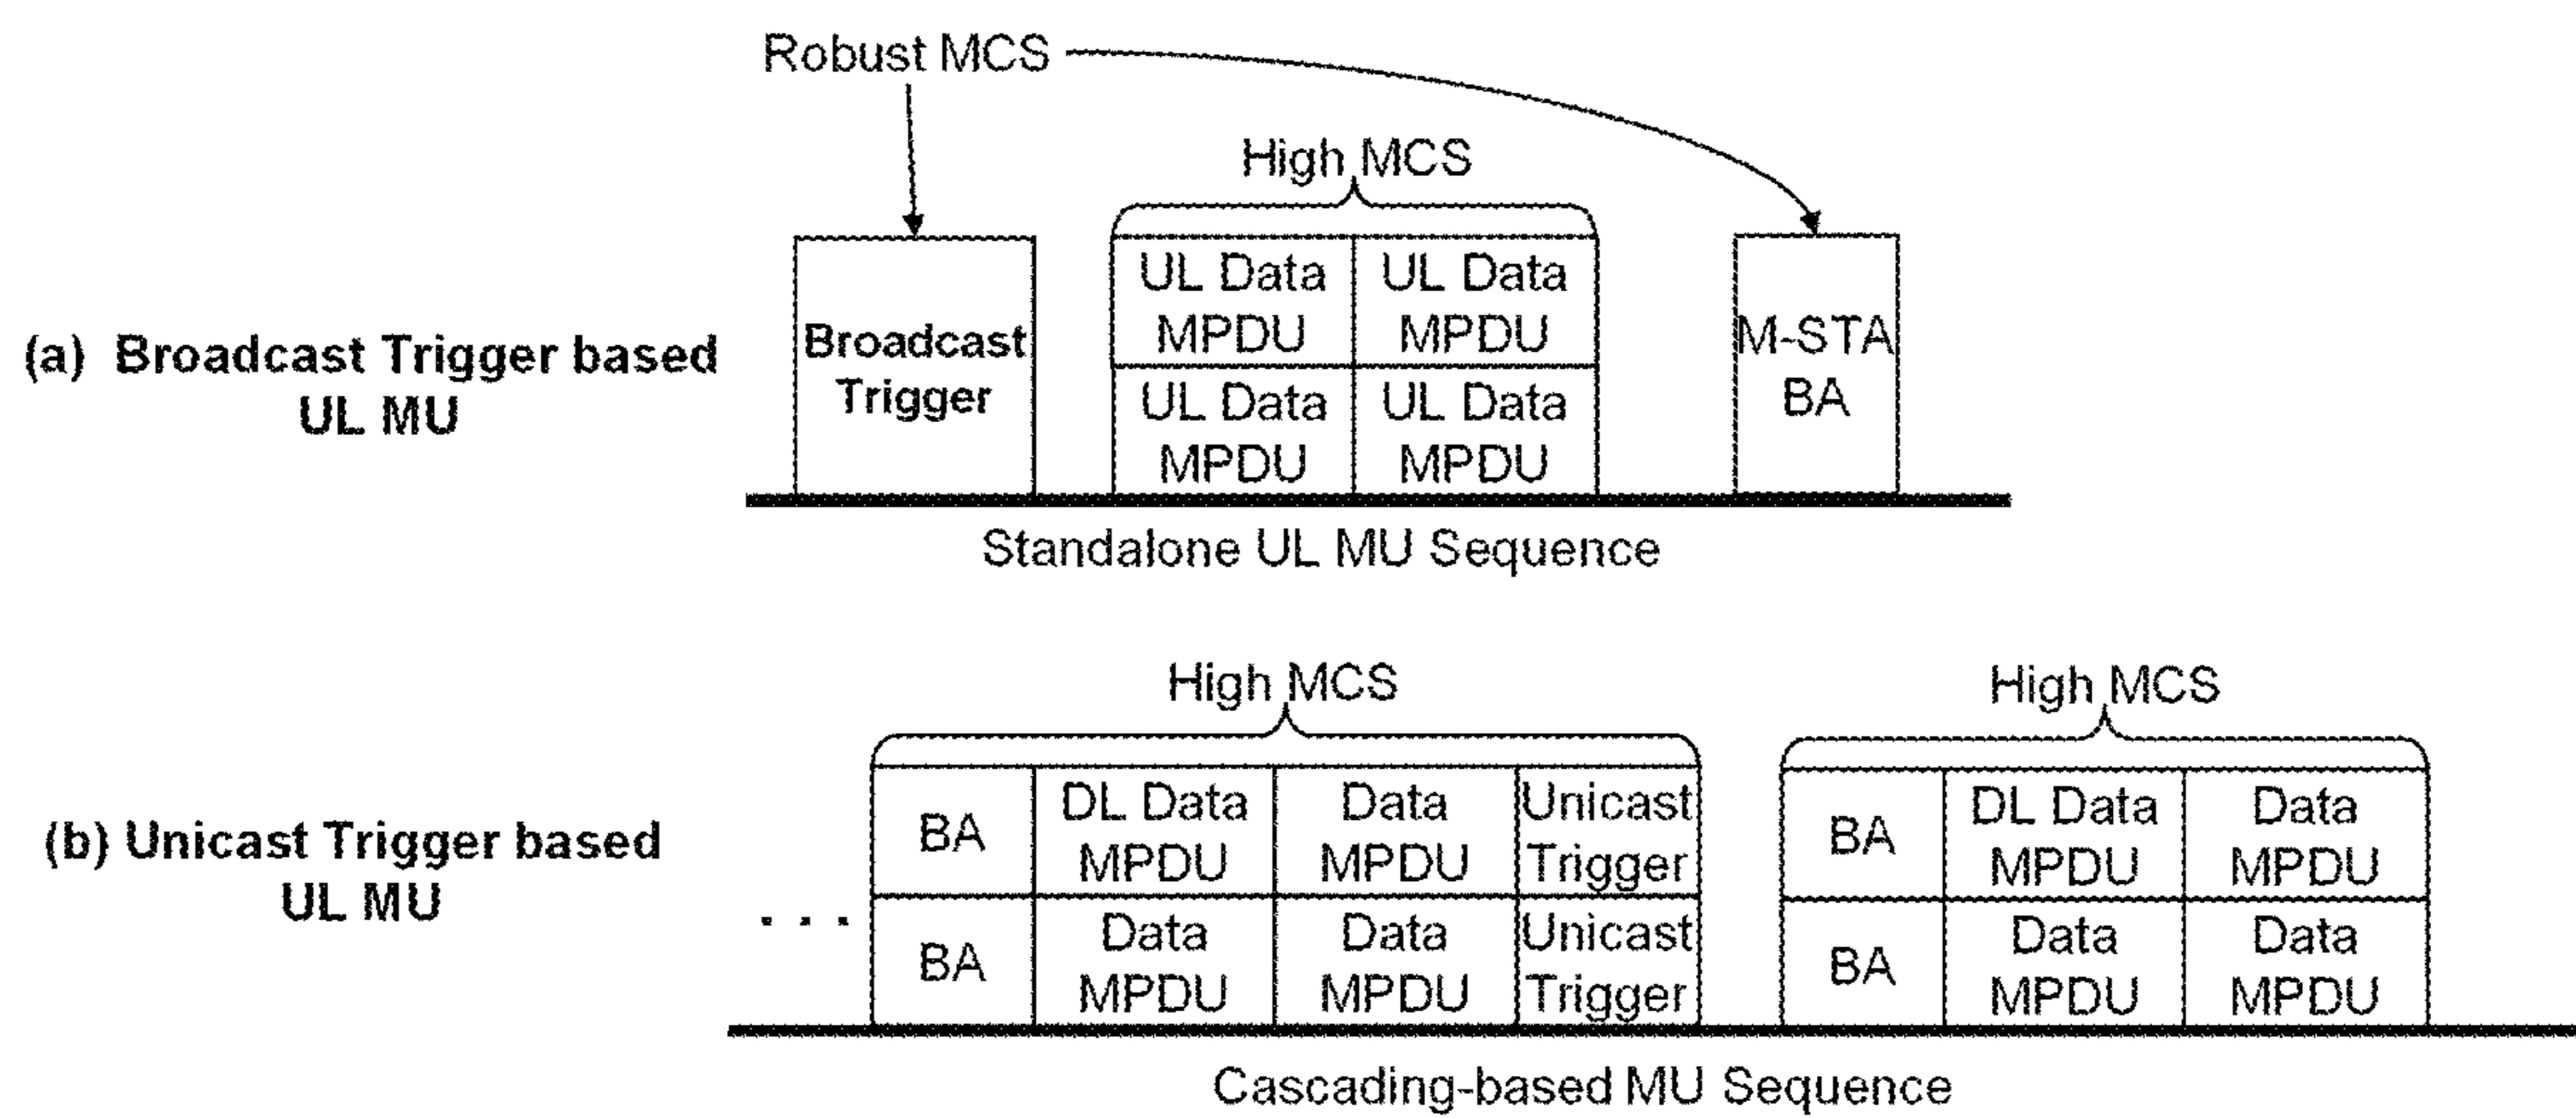 Robust MCS
High MCS
(a) Broadcast Trigger based
UL MU
Broadcast
Trigger
UL Data
MPDU
UL Data
MPDU
UL Data
MPDU
UL Data
MPDU
M-STA
BA
Standalone UL MU Sequence
High MCS
High MCS
(b) Unicast Trigger based
UL MU
. . .
BA
DL Data
MPDU
Data
MPDU
Unicast
Trigger
BA
Data
MPDU
Data
MPDU
Unicast
Trigger
BA
DL Data
MPDU
Data
MPDU
BA
Data
MPDU
Data
MPDU
Cascading-based MU Sequence